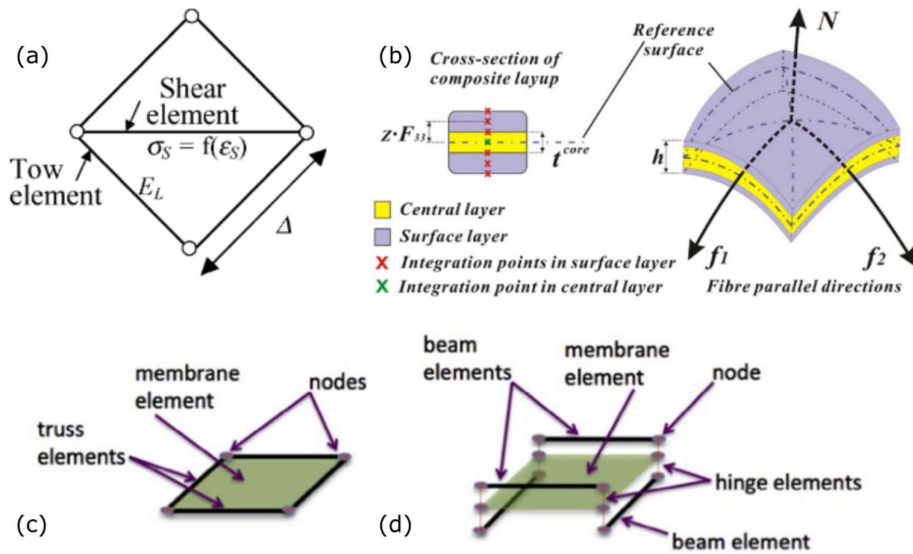 (a)
Shear
element
σS = f(εS)
Tow
element
EL
Δ
(b)
Cross-section of
composite layup
Reference
surface
N
z·F33
t^core
h
Central layer
Surface layer
x Integration points in surface layer
x Integration point in central layer
f1
f2
Fibre parallel directions
membrane
element
nodes
truss
elements
(c)
beam
elements
membrane
element
node
hinge elements
beam element
(d)